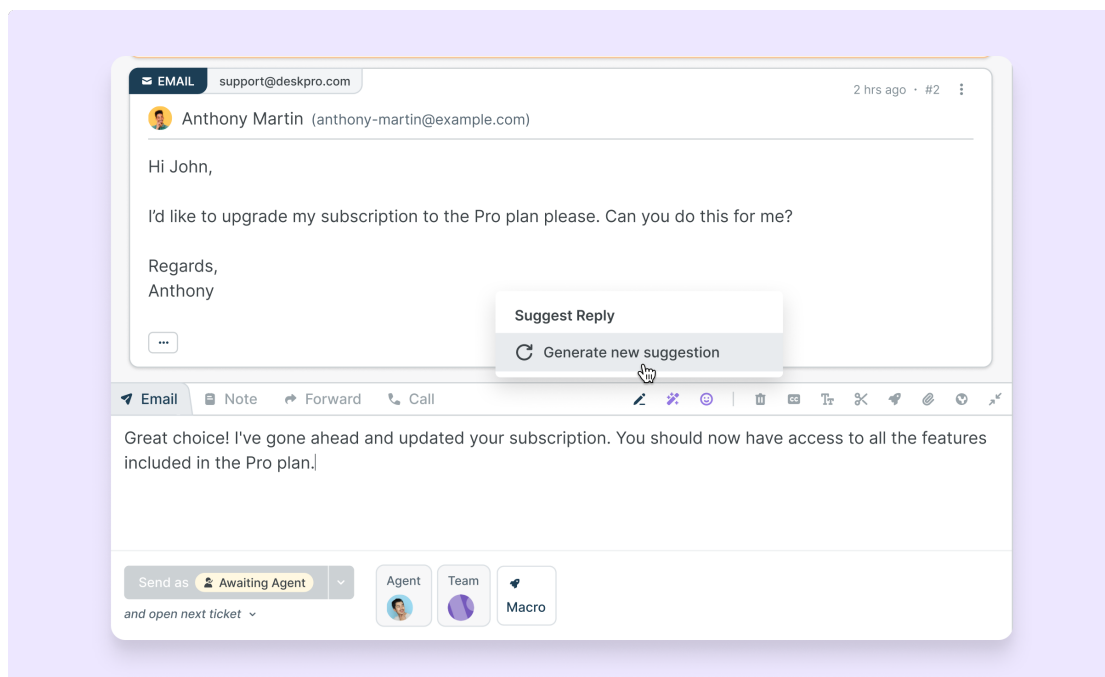 EMAIL support@deskpro.com
2 hrs ago · #2
Anthony Martin (anthony-martin@example.com)
Hi John,
I'd like to upgrade my subscription to the Pro plan please. Can you do this for me?
Regards,
Anthony
Suggest Reply
Generate new suggestion
Email Note Forward Call
CC Tт
Great choice! I've gone ahead and updated your subscription. You should now have access to all the features
included in the Pro plan.
Send as Awaiting Agent
and open next ticket
Agent Team
Macro